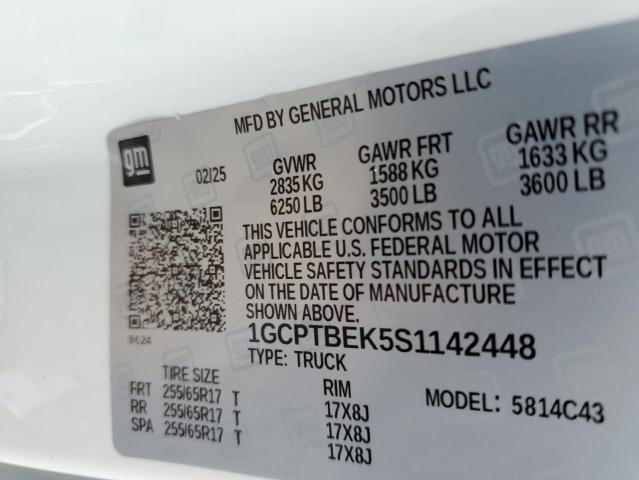 MFD BY GENERAL MOTORS LLC
gm
02/25
GVWR GAWR FRT GAWR RR
2835 KG 1588 KG 1633 KG
6250 LB 3500 LB 3600 LB
THIS VEHICLE CONFORMS TO ALL
APPLICABLE U.S. FEDERAL MOTOR
VEHICLE SAFETY STANDARDS IN EFFECT
ON THE DATE OF MANUFACTURE
SHOWN ABOVE.
8624
1GCPTBEK5S1142448
TYPE: TRUCK
TIRE SIZE RIM MODEL: 5814C43
FRT 255/65R17 T 17X8J
RR 255/65R17 T 17X8J
SPA 255/65R17 T 17X8J